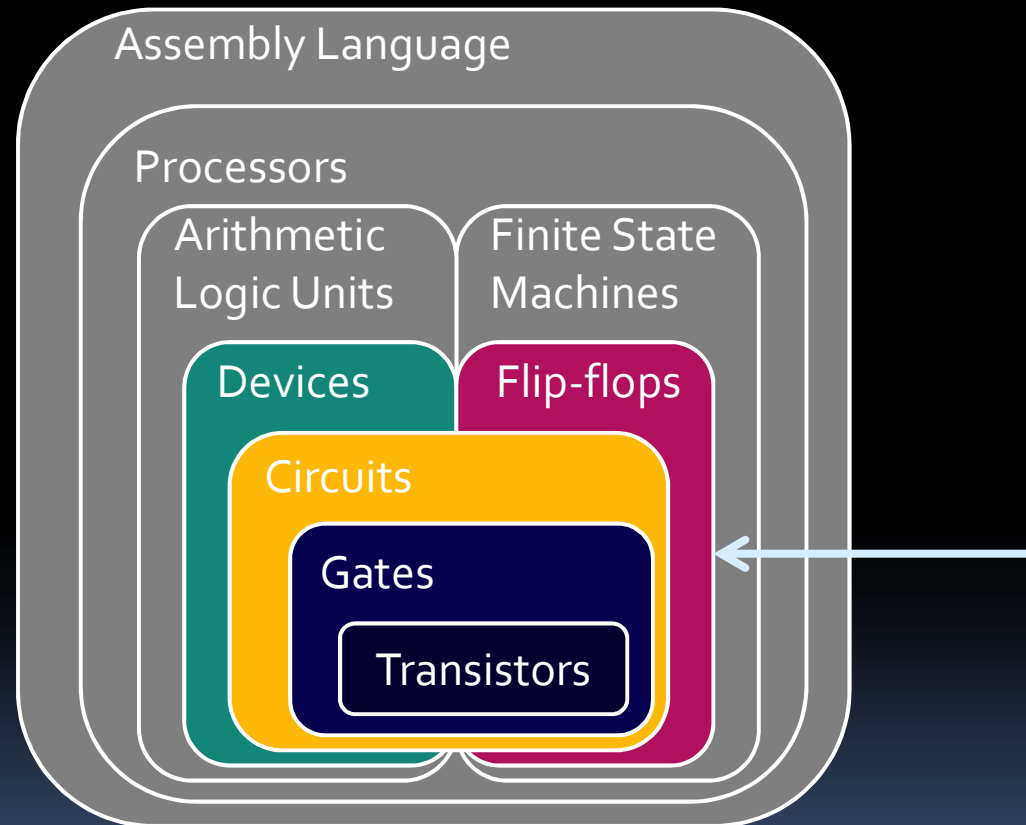 Assembly Language
Processors
Arithmetic
Logic Units
Finite State
Machines
Devices
Flip-flops
Circuits
Gates
Transistors